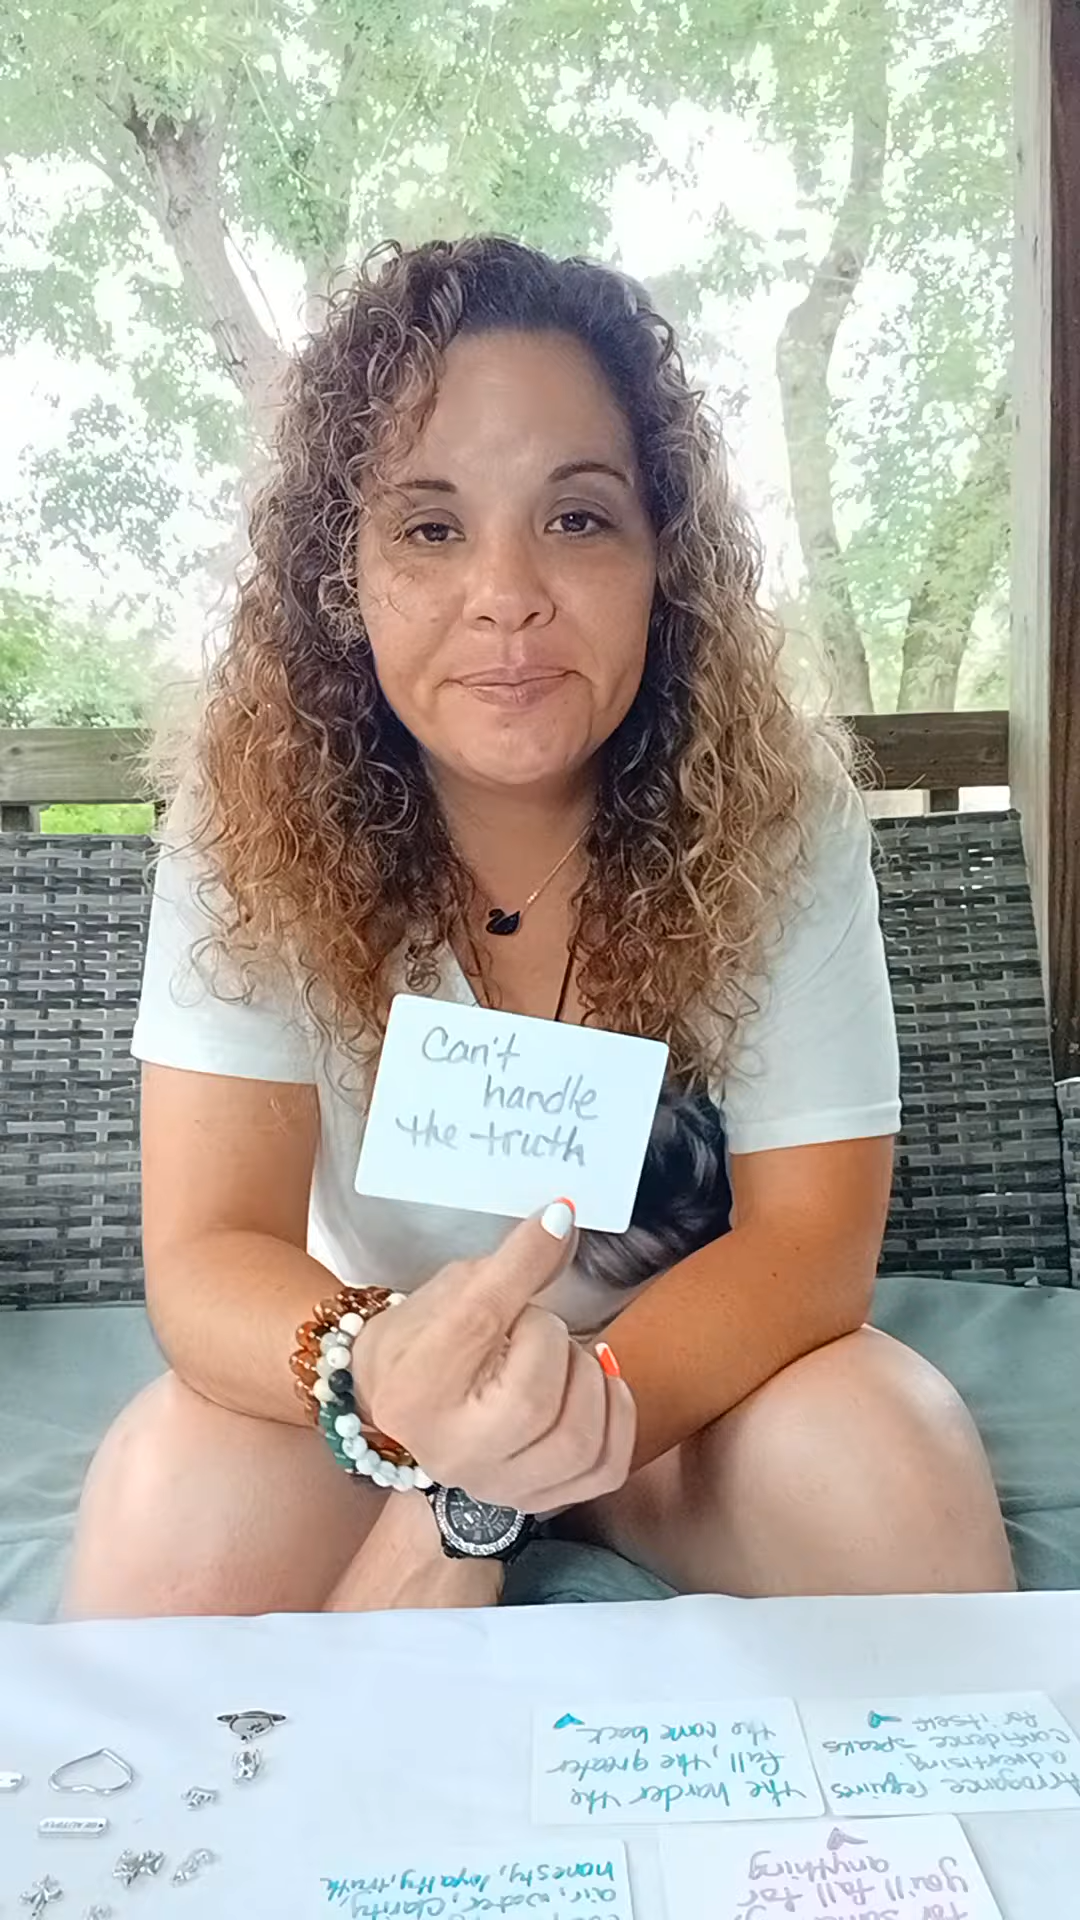 Can't
handle
the truth
the harder the
fall, the greater
the come back
Arrogance requires
advertising.
confidence speaks
for itself
you'll fall for
anything
air, water, clarity,
honesty, loyalty, truth